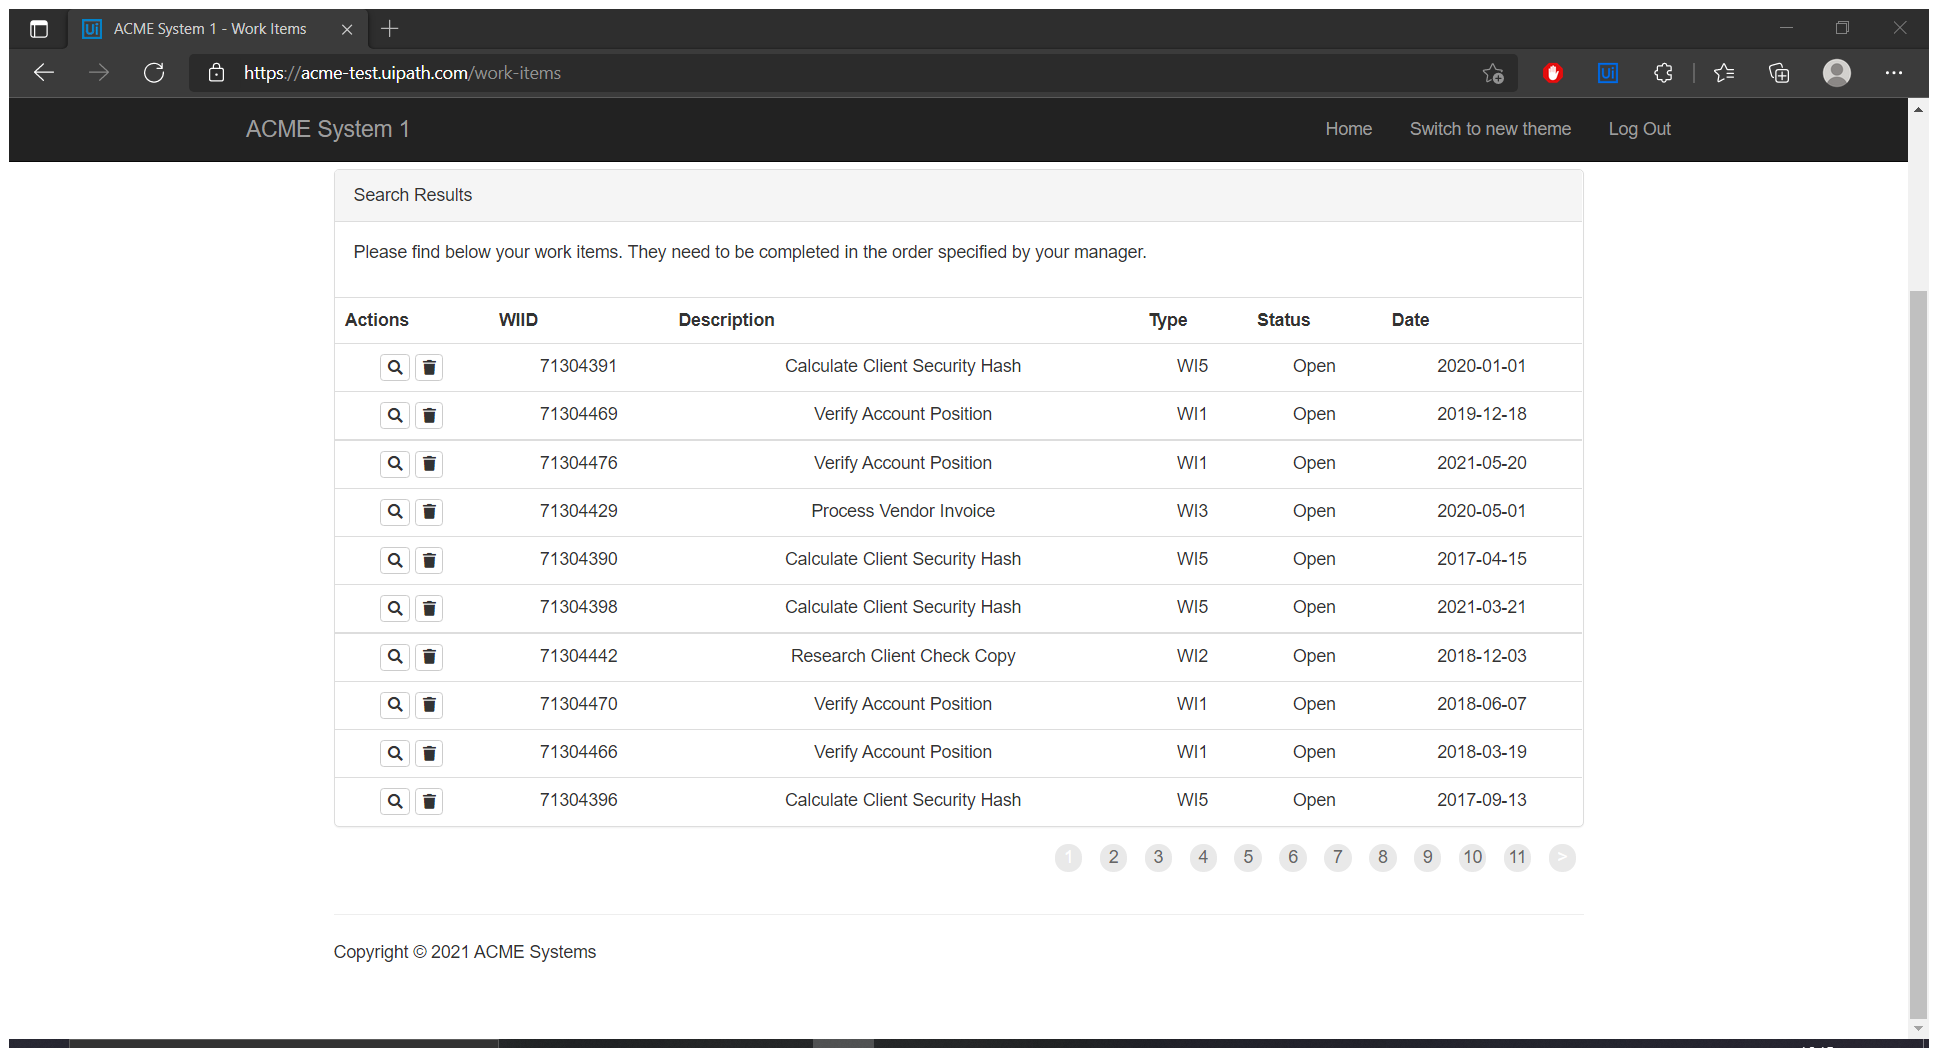 Ui ACME System 1 - Work Items
https://acme-test.uipath.com/work-items Ui
ACME System 1 Home Switch to new theme Log Out
Search Results
Please find below your work items. They need to be completed in the order specified by your manager.
Actions WIID Description Type Status Date
71304391 Calculate Client Security Hash WI5 Open 2020-01-01
71304469 Verify Account Position WI1 Open 2019-12-18
71304476 Verify Account Position WI1 Open 2021-05-20
71304429 Process Vendor Invoice WI3 Open 2020-05-01
71304390 Calculate Client Security Hash WI5 Open 2017-04-15
71304398 Calculate Client Security Hash WI5 Open 2021-03-21
71304442 Research Client Check Copy WI2 Open 2018-12-03
71304470 Verify Account Position WI1 Open 2018-06-07
71304466 Verify Account Position WI1 Open 2018-03-19
71304396 Calculate Client Security Hash WI5 Open 2017-09-13
1 2 3 4 5 6 7 8 9 10 11 >
Copyright © 2021 ACME Systems